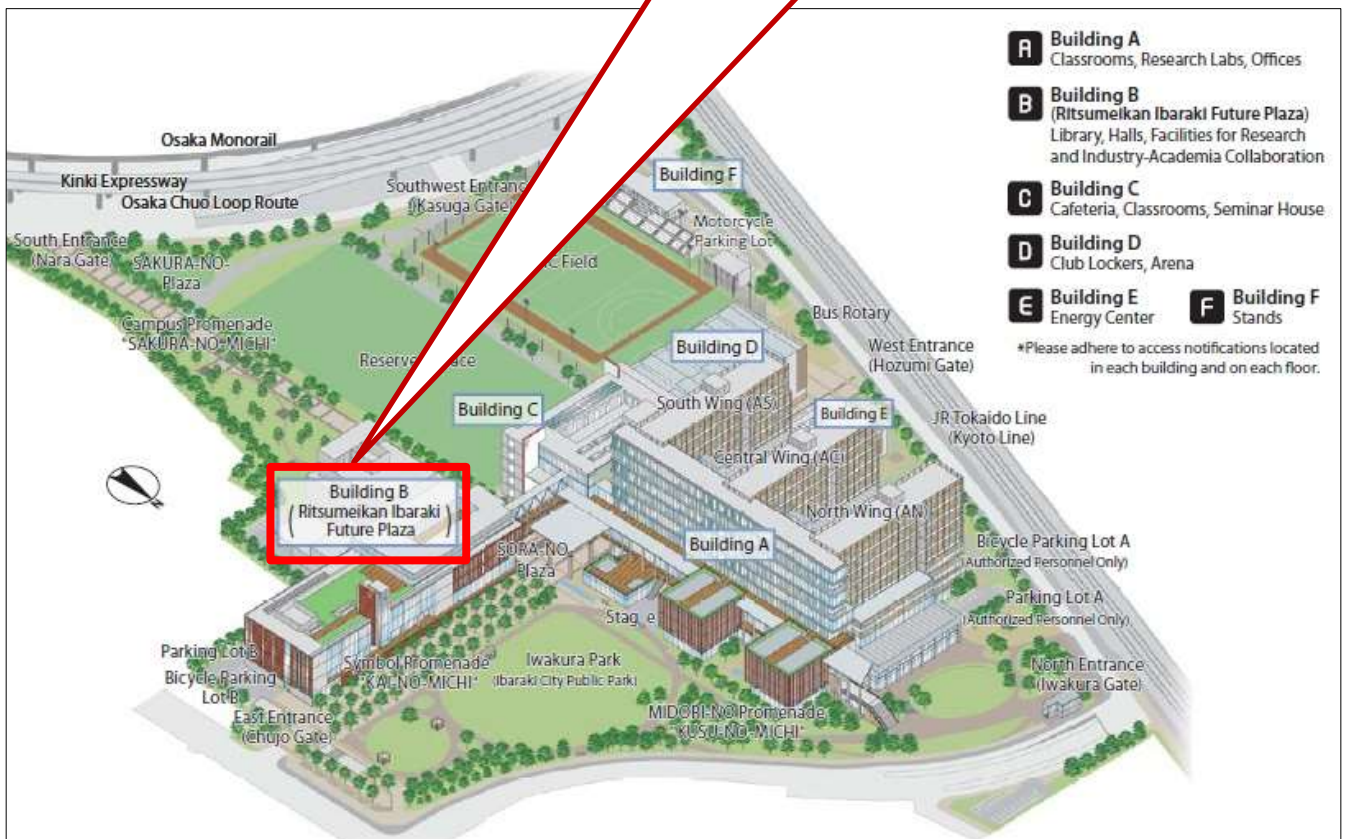 A Building A
Classrooms, Research Labs, Offices
B Building B
(Ritsumeikan Ibaraki Future Plaza)
Library, Halls, Facilities for Research
and Industry-Academia Collaboration
C Building C
Cafeteria, Classrooms, Seminar House
D Building D
Club Lockers, Arena
E Building E
Energy Center
F Building F
Stands
*Please adhere to access notifications located
in each building and on each floor.
Osaka Monorail
Kinki Expressway
Osaka Chuo Loop Route
Southwest Entranc
(Kasuga Gate)
Building F
Motorcycle
Parking Lot
South Entrance
(Nara Gate)
SAKURA-NO-
Plaza
C Field
Campus Promenade
"SAKURA-NO-MICHI"
Bus Rotary
West Entrance
(Hozumi Gate)
Reserve
ace
Building D
Building C
South Wing (AS)
Building E
JR Tokaido Line
(Kyoto Line)
Central Wing (AC)
Building B
(Ritsumeikan Ibaraki
Future Plaza)
North Wing (AN)
SORA-NO
Plaza
Building A
Bicycle Parking Lot A
(Authorized Personnel Only)
Parking Lot A
(Authorized Personnel Only)
Stag e
Parking Lot B
Bicycle Parking
Lot B
Symbol Promenade
"KAI-NO-MICHI"
Iwakura Park
(Ibaraki City Public Park)
North Entrance
(Iwakura Gate)
East Entrance
(Chujo Gate)
MIDORI-NO Promenade
"KUSU-NO-MICHI"